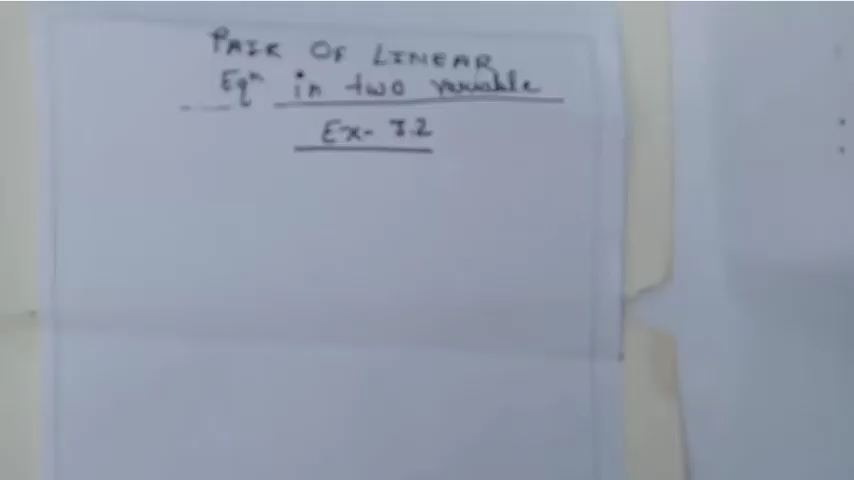 PAIR OF LINEAR
Eqⁿ in two variable
Ex- 3.2